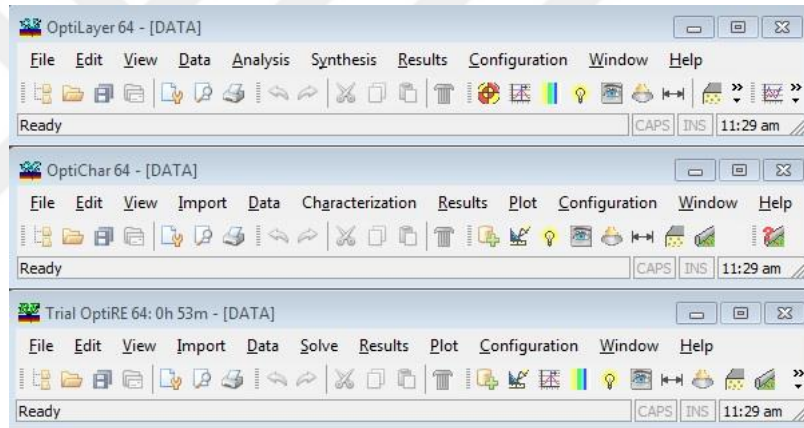 OptiLayer 64 - [DATA]
File Edit View Data Analysis Synthesis Results Configuration Window Help
Ready CAPS INS 11:29 am
OptiChar 64 - [DATA]
File Edit View Import Data Characterization Results Plot Configuration Window Help
Ready CAPS INS 11:29 am
Trial OptiRE 64: 0h 53m - [DATA]
File Edit View Import Data Solve Results Plot Configuration Window Help
Ready CAPS INS 11:29 am